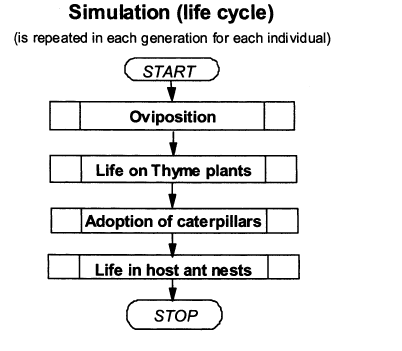 Simulation (life cycle)
(is repeated in each generation for each individual)
START
Oviposition
Life on Thyme plants
Adoption of caterpillars
Life in host ant nests
STOP